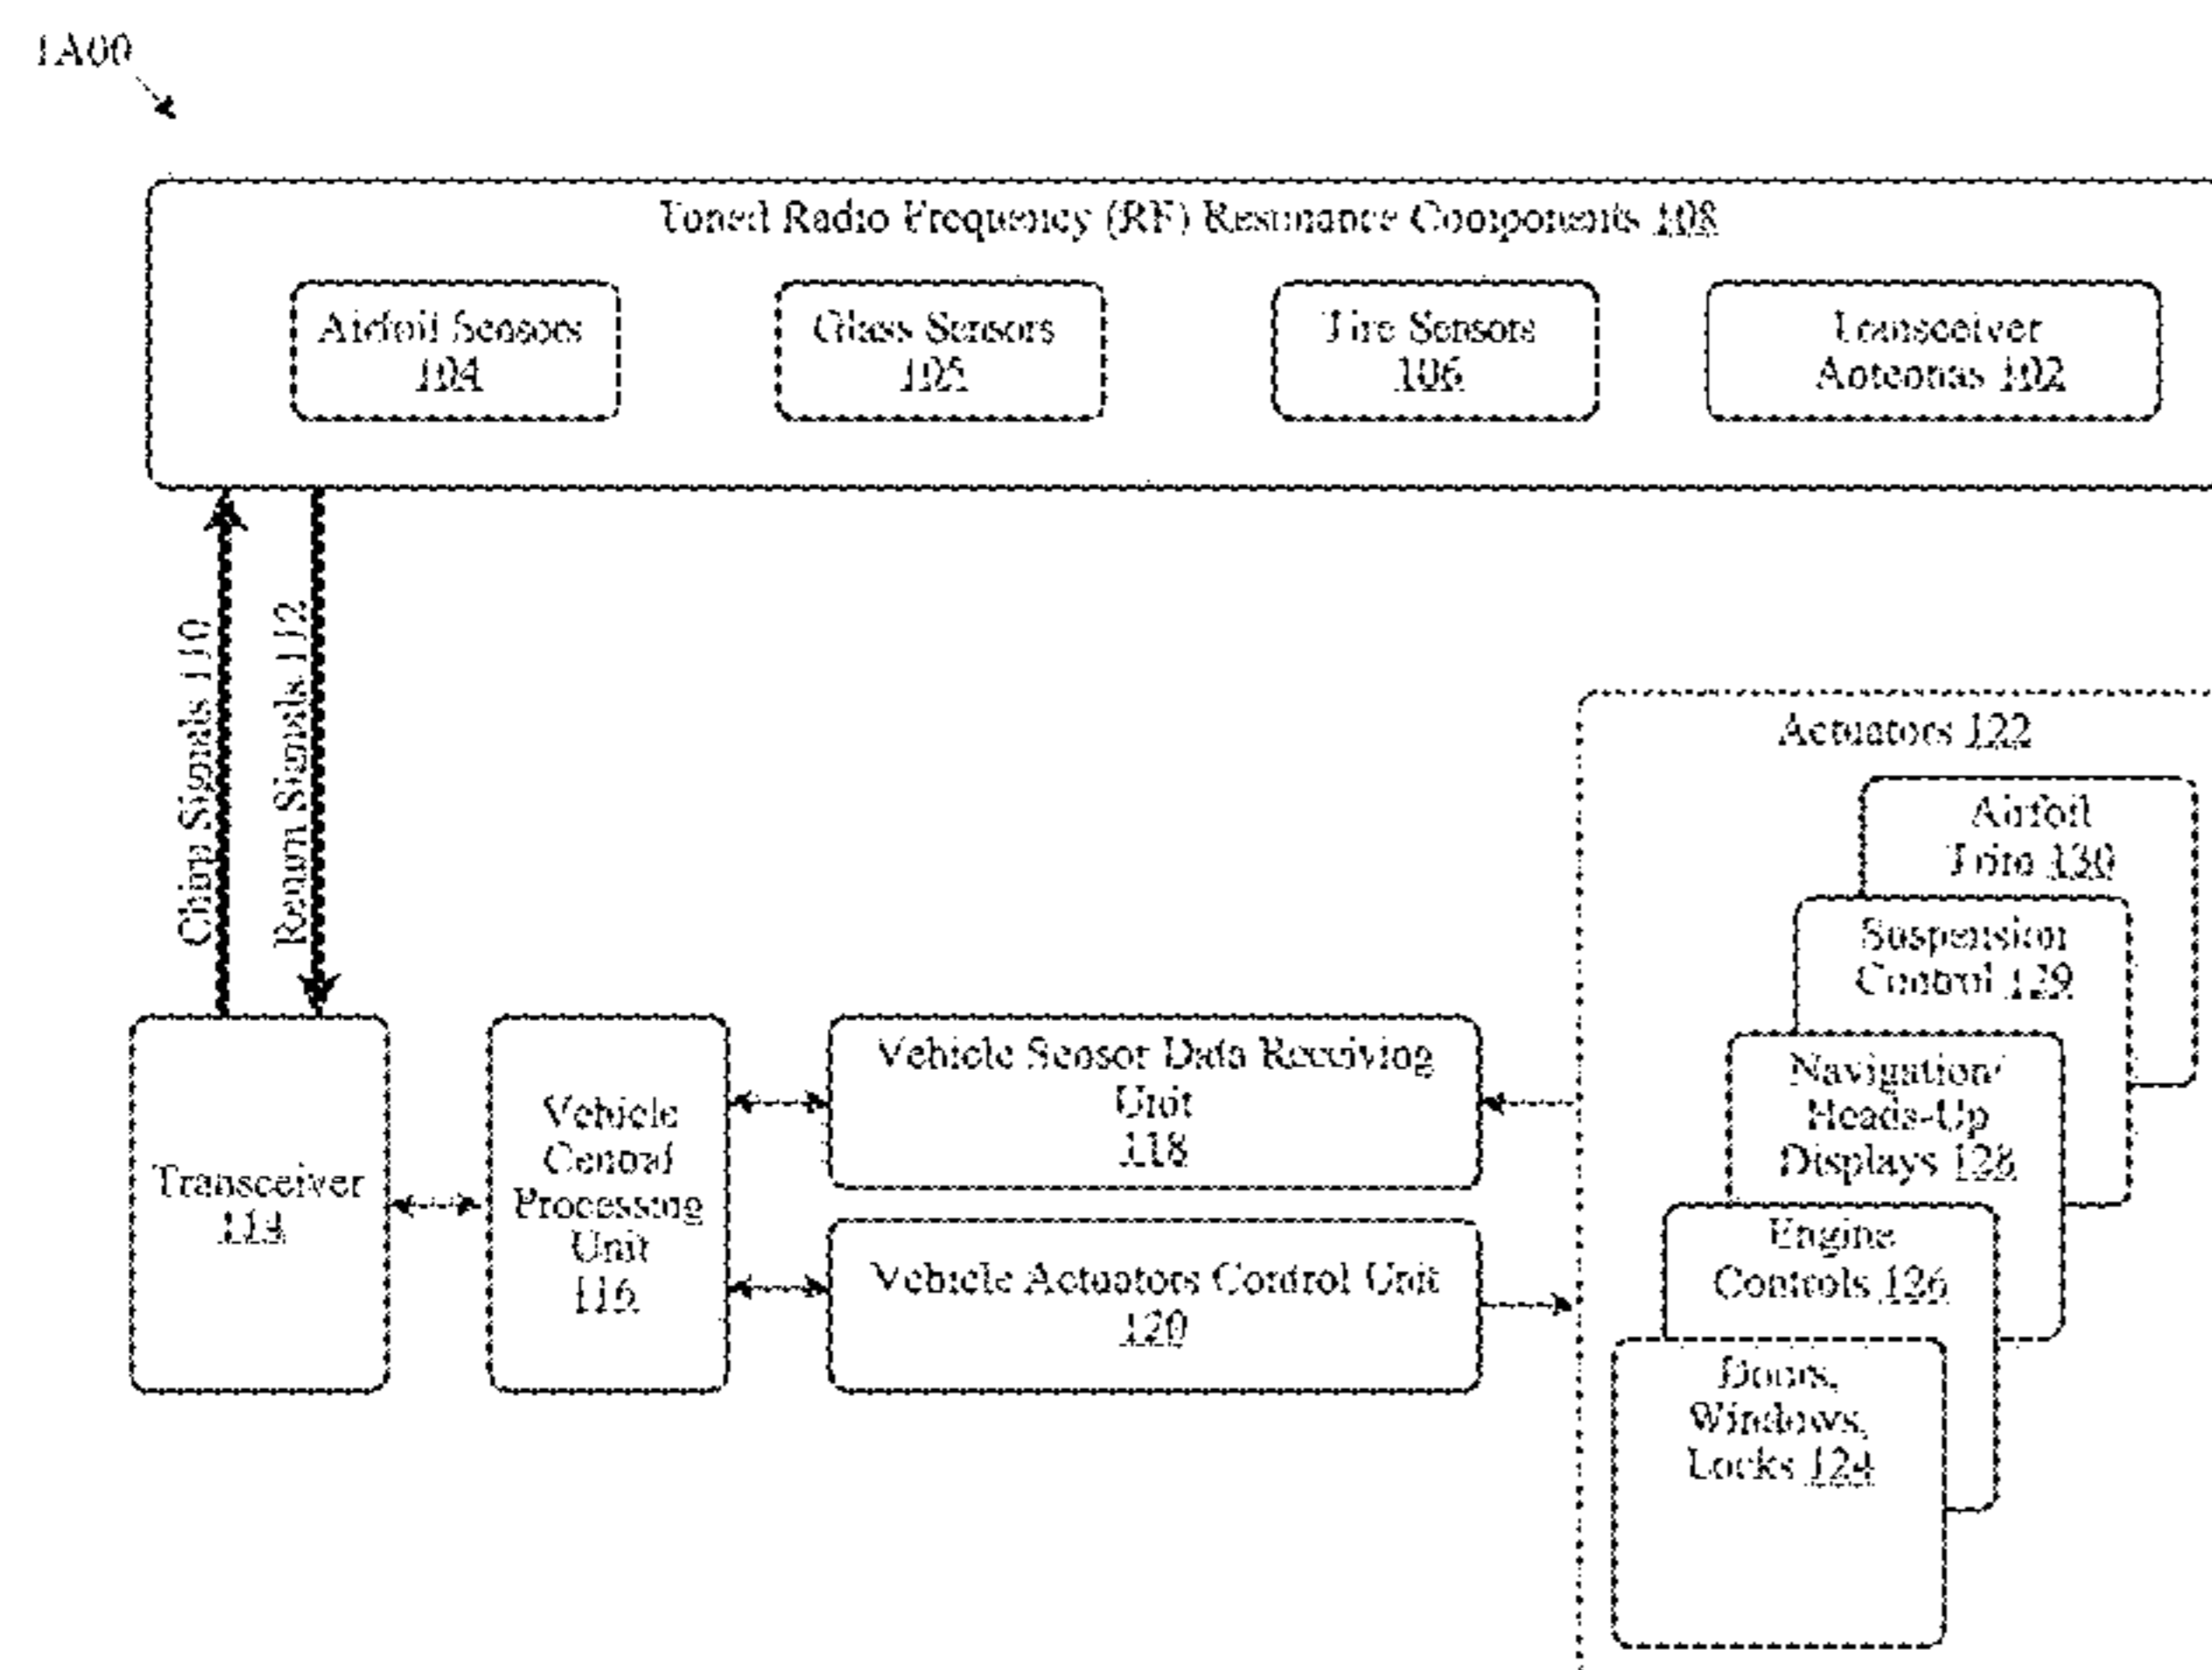 1A00
Tuned Radio Frequency (RF) Resonance Components 108
Airfoil Sensors
104
Glass Sensors
105
Tire Sensors
106
Transceiver
Antennas 102
Chirp Signals 110
Return Signals 112
Actuators 122
Airfoil
Trim 130
Suspension
Control 129
Navigation/
Heads-Up
Displays 128
Engine
Controls 126
Doors,
Windows,
Locks 124
Transceiver
114
Vehicle
Central
Processing
Unit
116
Vehicle Sensor Data Receiving
Unit
118
Vehicle Actuators Control Unit
120